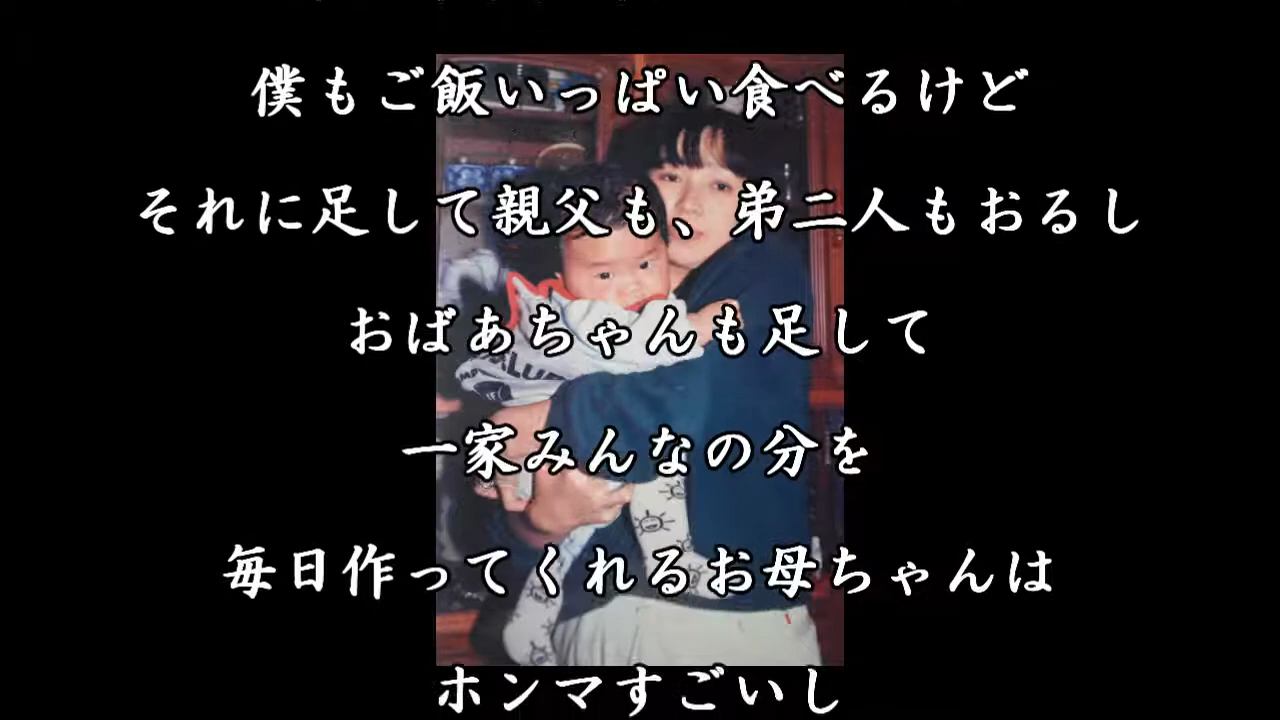 僕もご飯いっぱい食べるけど
それに足して親父も、弟二人もおるし
おばあちゃんも足して
一家みんなの分を
毎日作ってくれるお母ちゃんは
ホンマすごいし